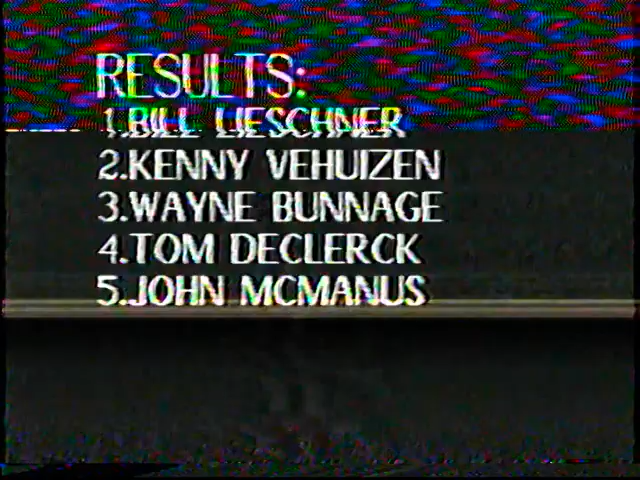 RESULTS:
1.BILL LIESCHNER
2.KENNY VEHUIZEN
3.WAYNE BUNNAGE
4.TOM DECLERCK
5.JOHN MCMANUS